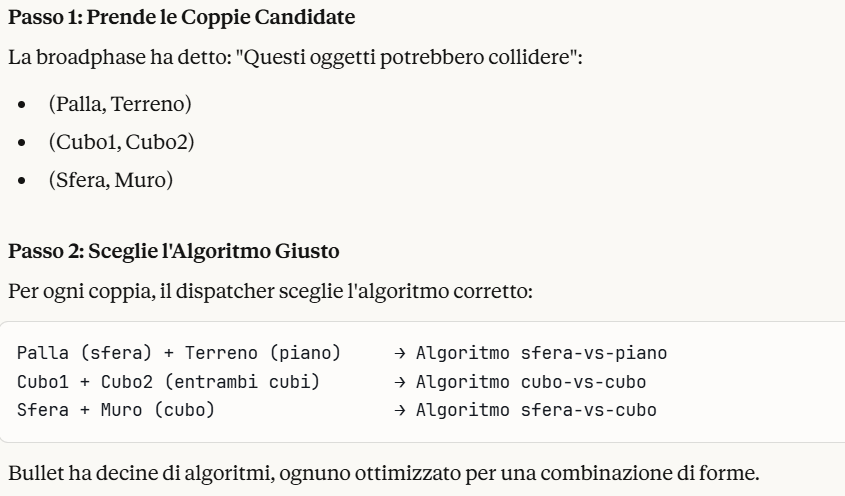 Passo 1: Prende le Coppie Candidate
La broadphase ha detto: "Questi oggetti potrebbero collidere":
• (Palla, Terreno)
• (Cubo1, Cubo2)
• (Sfera, Muro)
Passo 2: Sceglie l'Algoritmo Giusto
Per ogni coppia, il dispatcher sceglie l'algoritmo corretto:
Palla (sfera) + Terreno (piano) → Algoritmo sfera-vs-piano
Cubo1 + Cubo2 (entrambi cubi) → Algoritmo cubo-vs-cubo
Sfera + Muro (cubo) → Algoritmo sfera-vs-cubo
Bullet ha decine di algoritmi, ognuno ottimizzato per una combinazione di forme.